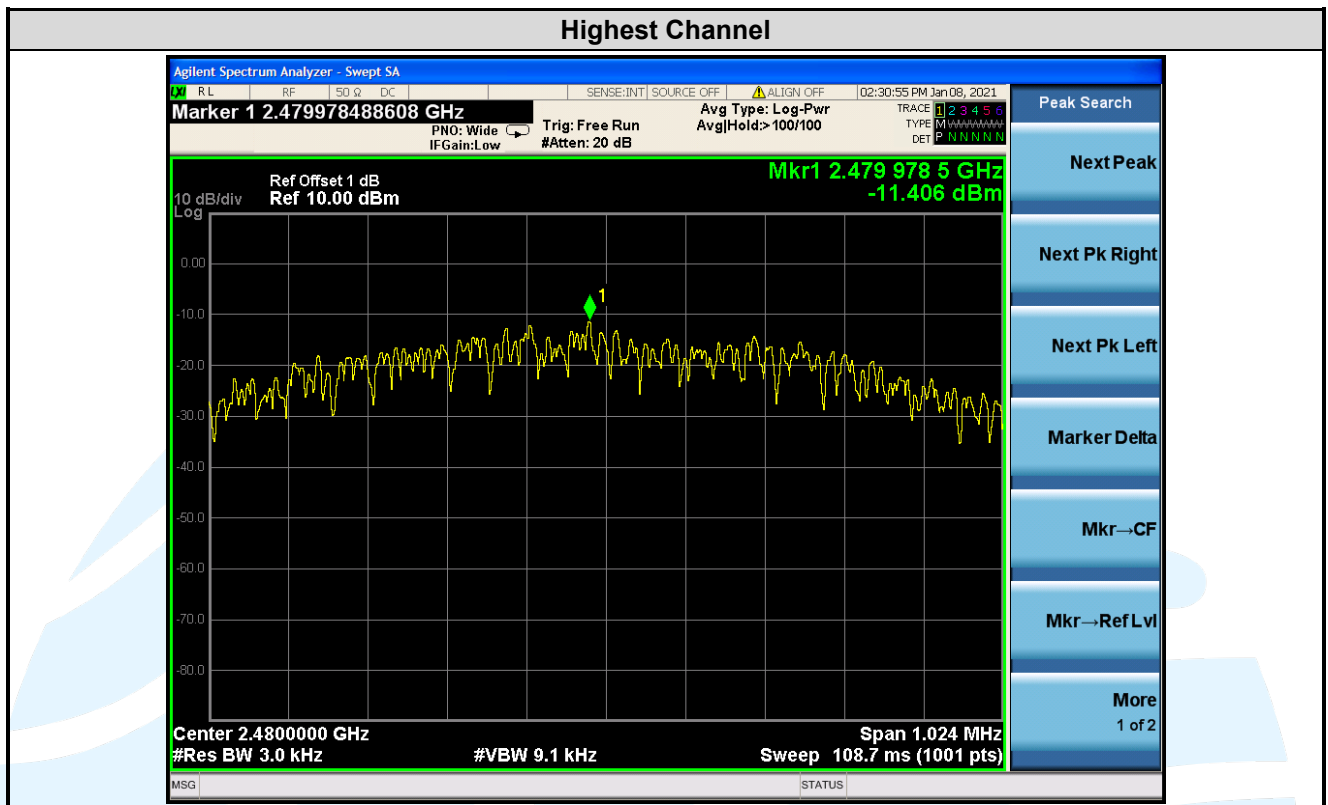 Highest Channel
Agilent Spectrum Analyzer - Swept SA
LXI RL RF 50 Ω DC SENSE:INT SOURCE OFF ALIGN OFF 02:30:55 PM Jan 08, 2021
Marker 1 2.479978488608 GHz
PNO: Wide
IFGain:Low
Trig: Free Run
#Atten: 20 dB
Avg Type: Log-Pwr
Avg|Hold:>100/100
TRACE 1 2 3 4 5 6
TYPE M WWWWW
DET P N N N N N
Peak Search
Next Peak
Next Pk Right
Next Pk Left
Marker Delta
Mkr→CF
Mkr→Ref Lvl
More
1 of 2
Mkr1 2.479 978 5 GHz
-11.406 dBm
Ref Offset 1 dB
10 dB/div Ref 10.00 dBm
Log
0.00
-10.0
-20.0
-30.0
-40.0
-50.0
-60.0
-70.0
-80.0
1
Center 2.4800000 GHz
Span 1.024 MHz
#Res BW 3.0 kHz
#VBW 9.1 kHz
Sweep 108.7 ms (1001 pts)
MSG
STATUS